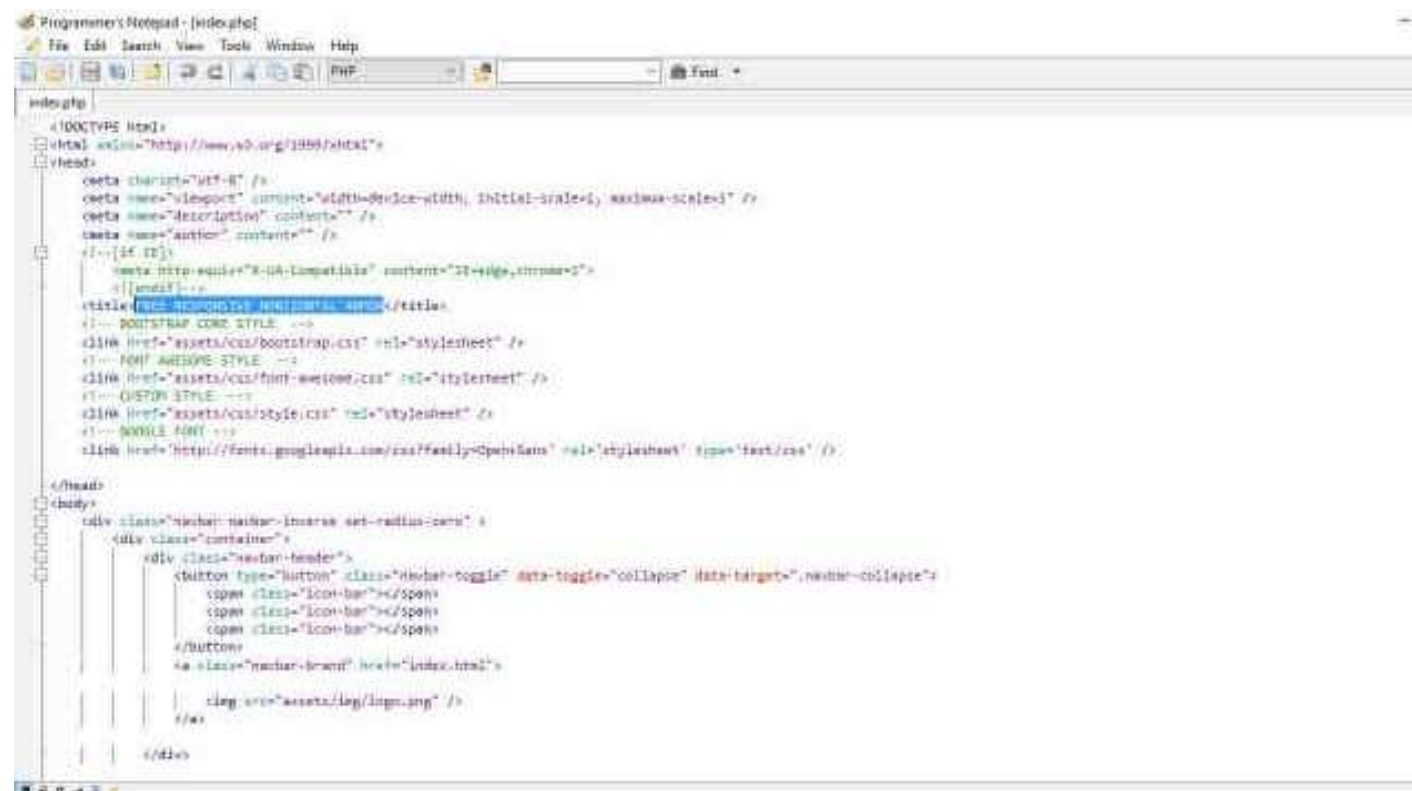 Programmer's Notepad - [index.php]
File Edit Search View Tools Window Help
PHP Find
index.php
<!DOCTYPE html>
<html xmlns="http://www.w3.org/1999/xhtml">
<head>
<meta charset="utf-8" />
<meta name="viewport" content="width=device-width, initial-scale=1, maximum-scale=1" />
<meta name="description" content="" />
<meta name="author" content="" />
<!--[if IE]>
<meta http-equiv="X-UA-Compatible" content="IE=edge,chrome=1">
<![endif]-->
<title>FREE RESPONSIVE HORIZONTAL ADMIN</title>
<!-- BOOTSTRAP CORE STYLE -->
<link href="assets/css/bootstrap.css" rel="stylesheet" />
<!-- FONT AWESOME STYLE -->
<link href="assets/css/font-awesome.css" rel="stylesheet" />
<!-- CUSTOM STYLE -->
<link href="assets/css/style.css" rel="stylesheet" />
<!-- GOOGLE FONT -->
<link href='http://fonts.googleapis.com/css?family=Open+Sans' rel='stylesheet' type='text/css' />
</head>
<body>
<div class="navbar navbar-inverse set-radius-zero" >
<div class="container">
<div class="navbar-header">
<button type="button" class="navbar-toggle" data-toggle="collapse" data-target=".navbar-collapse">
<span class="icon-bar"></span>
<span class="icon-bar"></span>
<span class="icon-bar"></span>
</button>
<a class="navbar-brand" href="index.html">
<img src="assets/img/logo.png" />
</a>
</div>